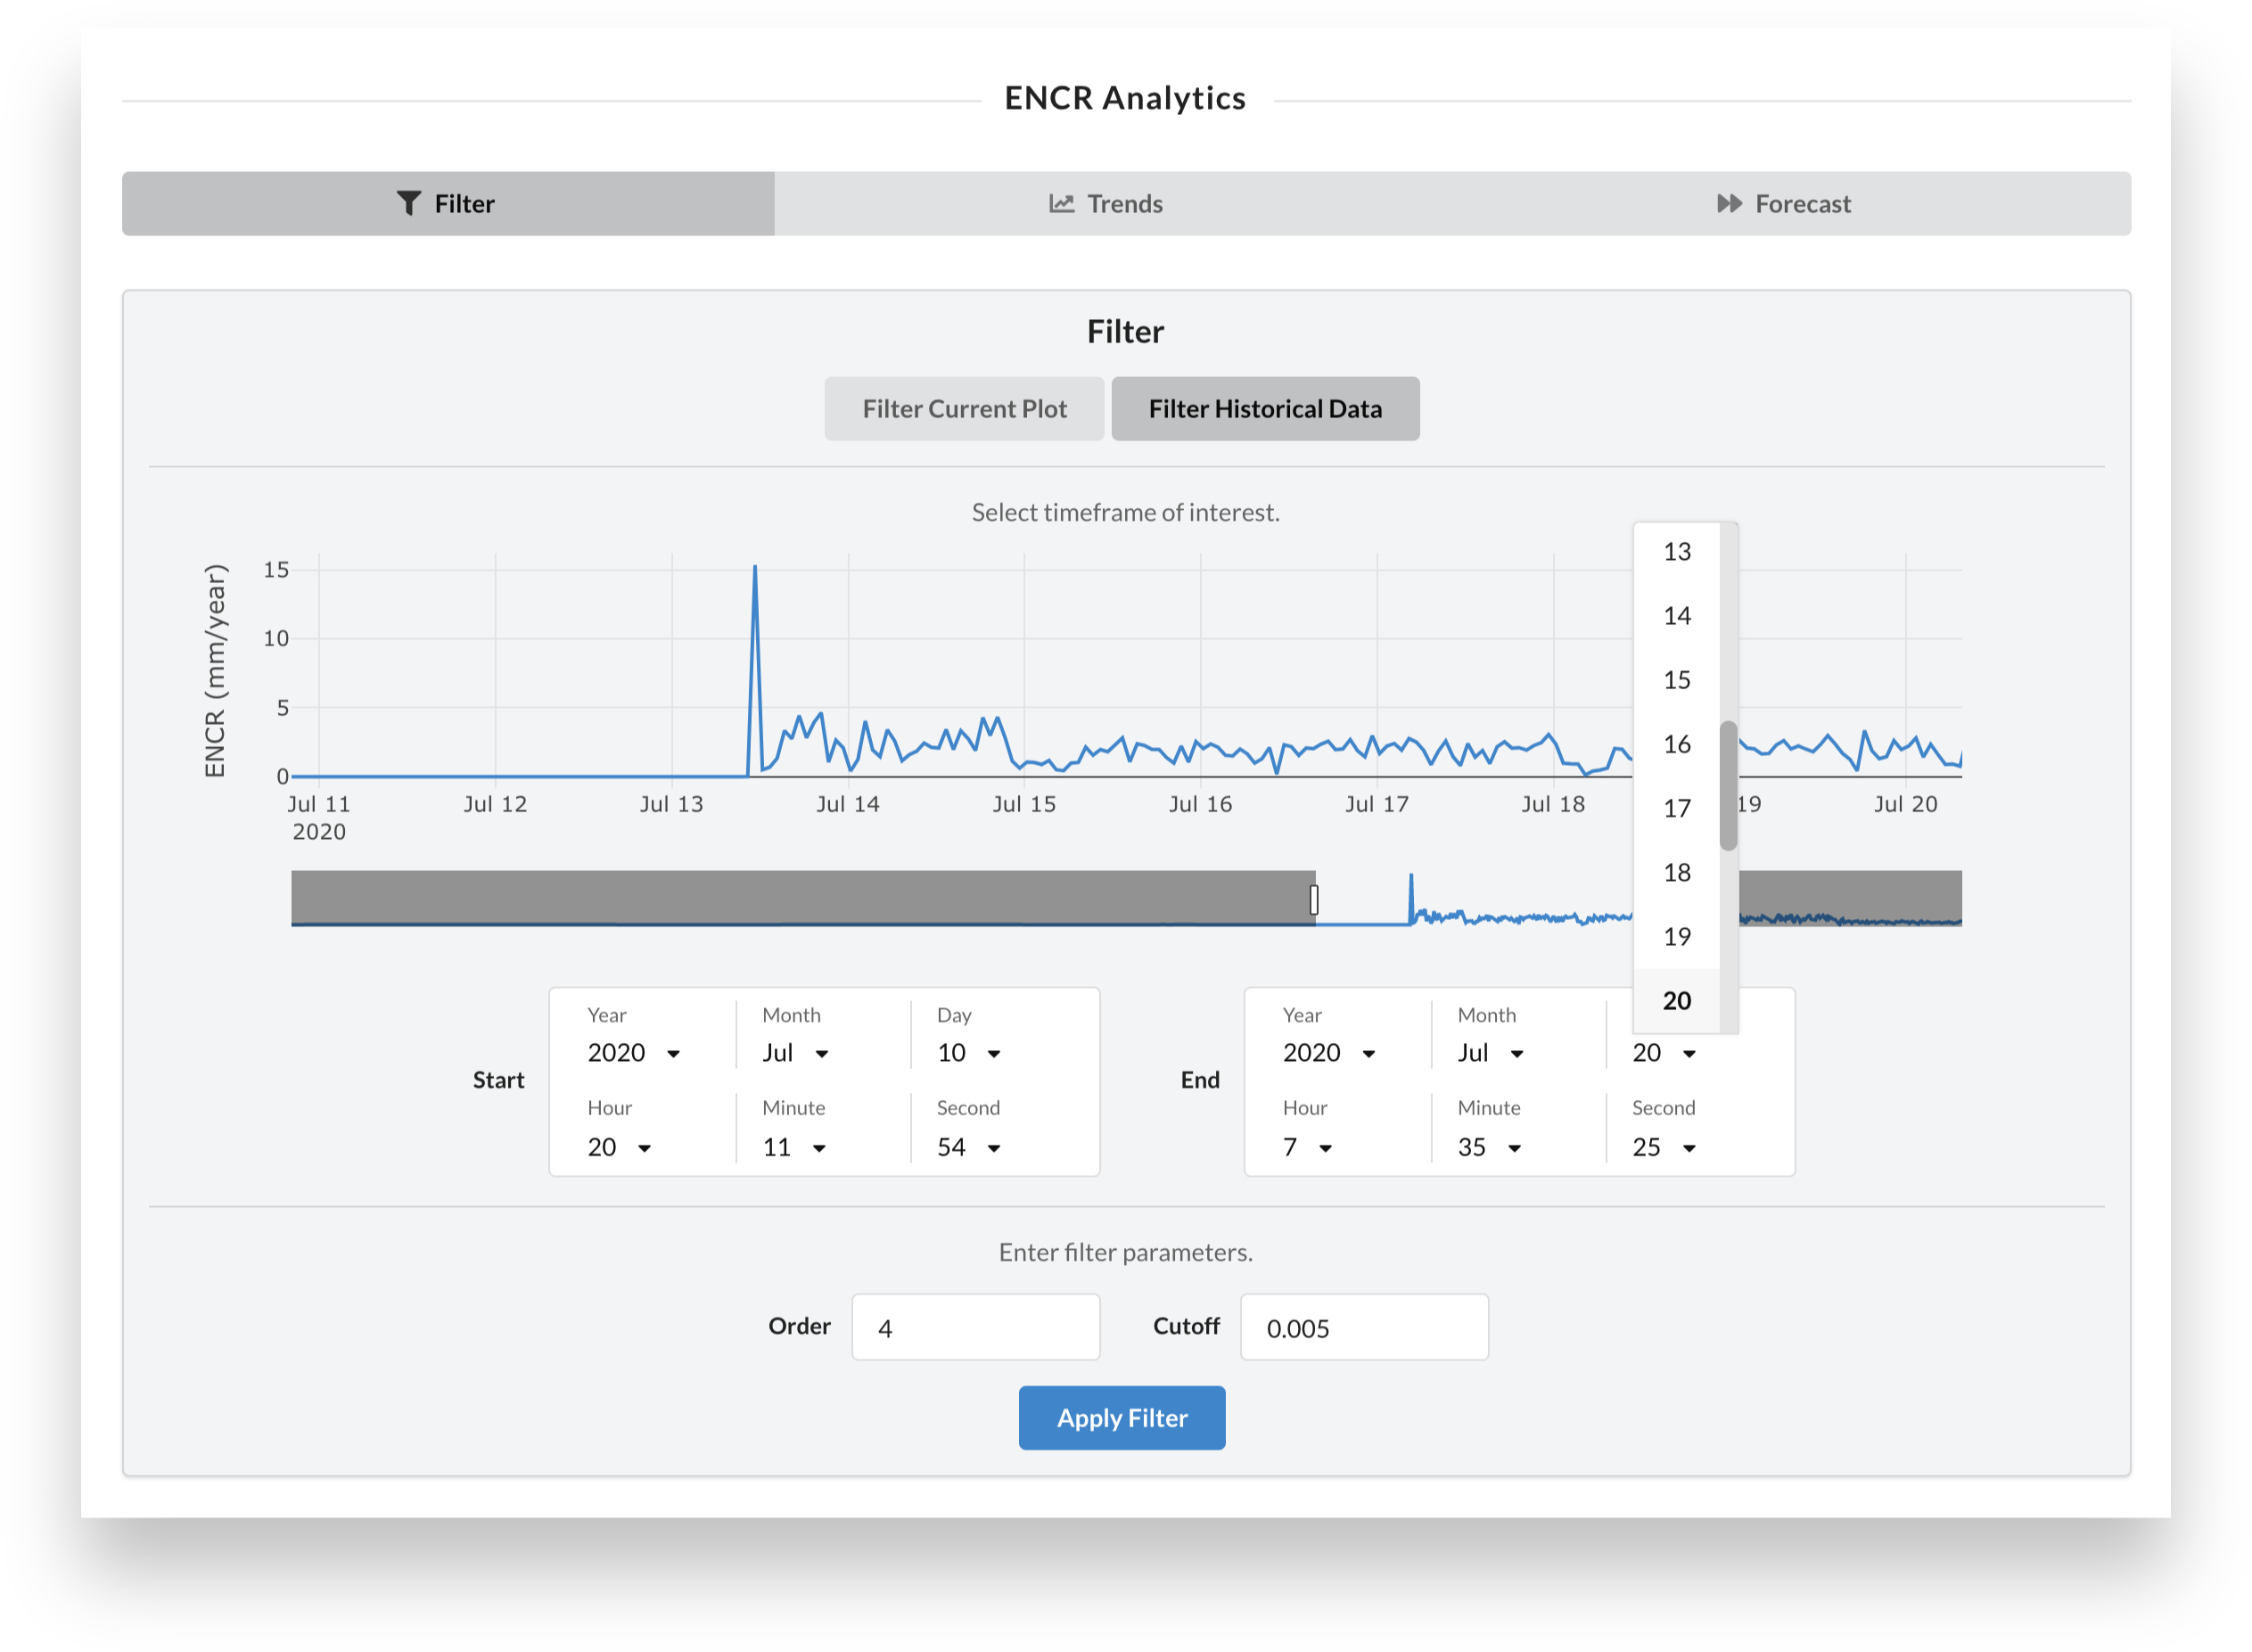 ENCR Analytics
Filter
Trends
Forecast
Filter
Filter Current Plot
Filter Historical Data
Select timeframe of interest.
ENCR (mm/year)
15
10
5
0
Jul 11
2020
Jul 12
Jul 13
Jul 14
Jul 15
Jul 16
Jul 17
Jul 18
19
Jul 20
13
14
15
16
17
18
19
20
Start
Year
Month
Day
2020
Jul
10
Hour
Minute
Second
20
11
54
End
Year
Month
2020
Jul
20
Hour
Minute
Second
7
35
25
Enter filter parameters.
Order
4
Cutoff
0.005
Apply Filter